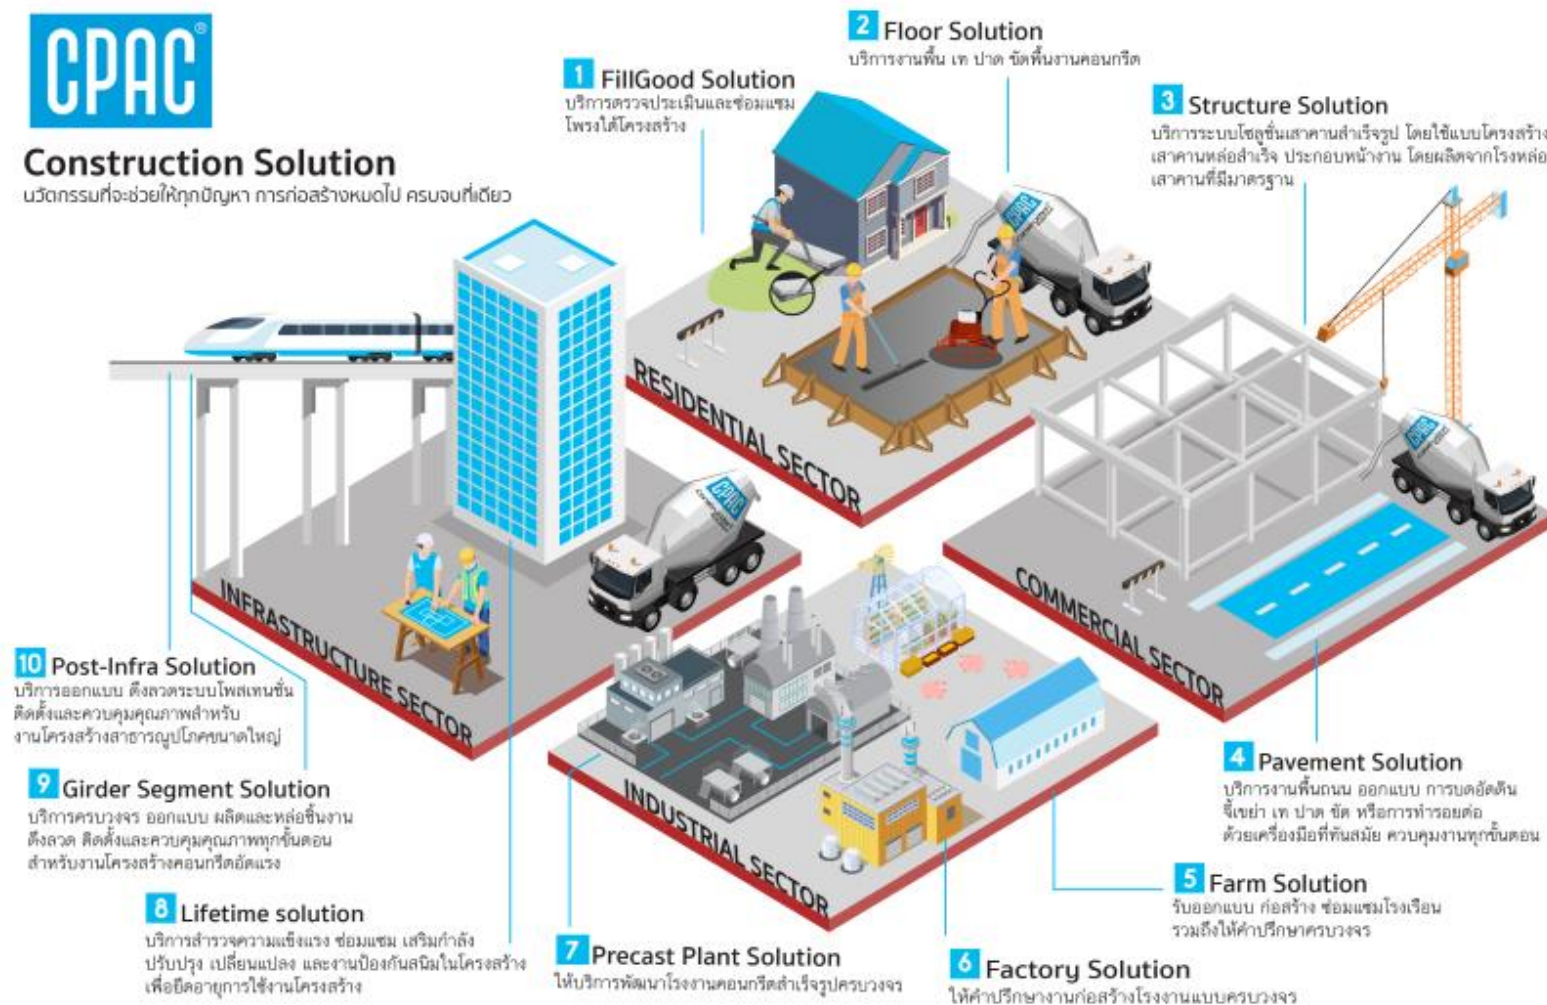 CPAC®
Construction Solution
นวัตกรรมที่จะช่วยให้ทุกปัญหา การก่อสร้างหมดไป ครบจบที่เดียว
1 FillGood Solution
บริการตรวจประเมินและซ่อมแซม
โพรงใต้โครงสร้าง
2 Floor Solution
บริการงานพื้น เท ปาด ขัดพื้นงานคอนกรีต
3 Structure Solution
บริการระบบโซลูชั่นเสาคานสำเร็จรูป โดยใช้แบบโครงสร้าง
เสาคานหล่อสำเร็จ ประกอบหน้างาน โดยผลิตจากโรงหล่อ
เสาคานที่มีมาตรฐาน
CPAC
RESIDENTIAL SECTOR
CPAC
COMMERCIAL SECTOR
CPAC
INFRASTRUCTURE SECTOR
INDUSTRIAL SECTOR
4 Pavement Solution
บริการงานพื้นถนน ออกแบบ การบดอัดดิน
จี้เขย่า เท ปาด ขัด หรือการทำรอยต่อ
ด้วยเครื่องมือที่ทันสมัย ควบคุมงานทุกขั้นตอน
5 Farm Solution
รับออกแบบ ก่อสร้าง ซ่อมแซมโรงเรือน
รวมถึงให้คำปรึกษาครบวงจร
6 Factory Solution
ให้คำปรึกษางานก่อสร้างโรงงานแบบครบวงจร
7 Precast Plant Solution
ให้บริการพัฒนาโรงงานคอนกรีตสำเร็จรูปครบวงจร
8 Lifetime solution
บริการสำรวจความแข็งแรง ซ่อมแซม เสริมกำลัง
ปรับปรุง เปลี่ยนแปลง และงานป้องกันสนิมในโครงสร้าง
เพื่อยืดอายุการใช้งานโครงสร้าง
9 Girder Segment Solution
บริการครบวงจร ออกแบบ ผลิตและหล่อชิ้นงาน
ดึงลวด ติดตั้งและควบคุมคุณภาพทุกขั้นตอน
สำหรับงานโครงสร้างคอนกรีตอัดแรง
10 Post-Infra Solution
บริการออกแบบ ดึงลวดระบบโพสเทนชั่น
ติดตั้งและควบคุมคุณภาพสำหรับ
งานโครงสร้างสาธารณูปโภคขนาดใหญ่